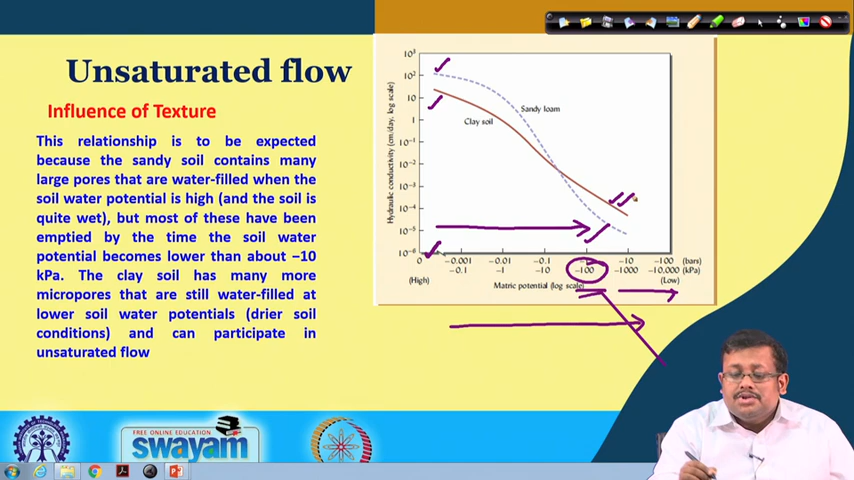 Unsaturated flow
Influence of Texture
This relationship is to be expected
because the sandy soil contains many
large pores that are water-filled when the
soil water potential is high (and the soil is
quite wet), but most of these have been
emptied by the time the soil water
potential becomes lower than about −10
kPa. The clay soil has many more
micropores that are still water-filled at
lower soil water potentials (drier soil
conditions) and can participate in
unsaturated flow
Hydraulic conductivity (cm/day, log scale)
10³
10²
10
1
10⁻¹
10⁻²
10⁻³
10⁻⁴
10⁻⁵
10⁻⁶
Sandy loam
Clay soil
0 −0.001 −0.01 −0.1 −10 −100 (bars)
−0.1 −1 −10 −100 −1000 −10,000 (kPa)
(High) (Low)
Matric potential (log scale)
FREE ONLINE EDUCATION
swayam